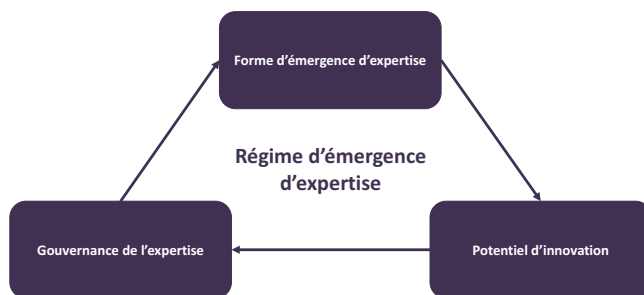 Forme d'émergence d'expertise
Régime d'émergence
d'expertise
Gouvernance de l'expertise
Potentiel d'innovation